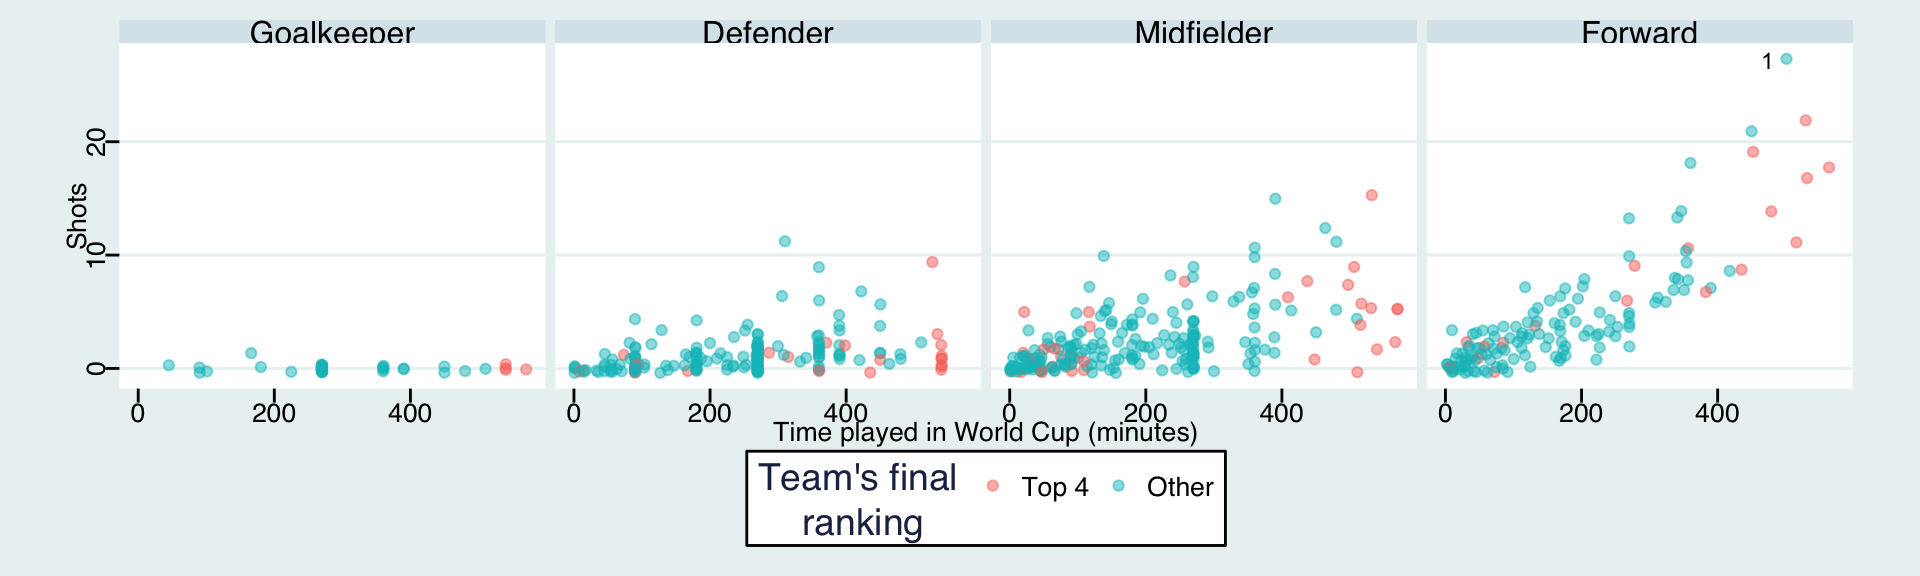 Goalkeeper Defender Midfielder Forward
1
20
10
0
Shots
0 200 400 0 200 400 0 200 400 0 200 400
Time played in World Cup (minutes)
Team's final
ranking
Top 4 Other